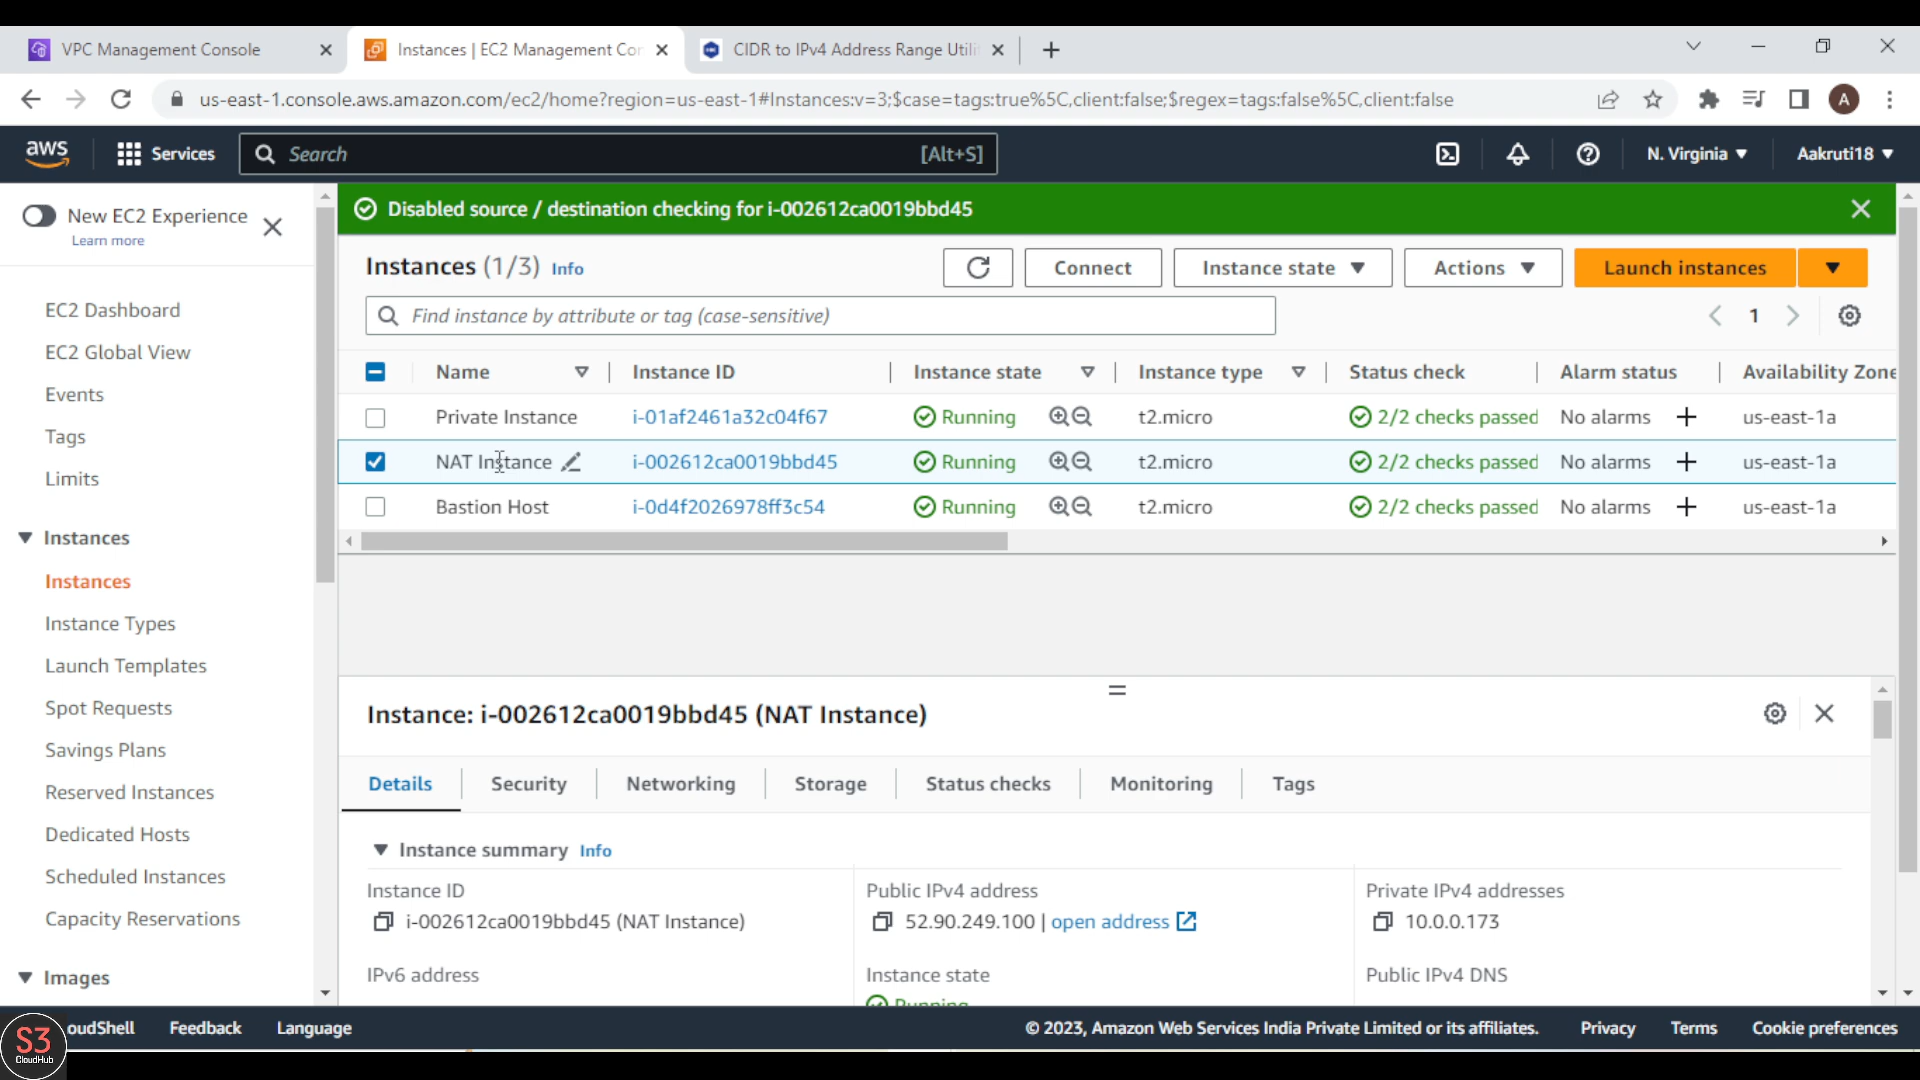 VPC Management Console
Instances | EC2 Management Con
CIDR to IPv4 Address Range Utili
us-east-1.console.aws.amazon.com/ec2/home?region=us-east-1#Instances:v=3;$case=tags:true%5C,client:false;$regex=tags:false%5C,client:false
A
aws
Services
Search
[Alt+S]
N. Virginia
Aakruti18
New EC2 Experience
Learn more
EC2 Dashboard
EC2 Global View
Events
Tags
Limits
Instances
Instances
Instance Types
Launch Templates
Spot Requests
Savings Plans
Reserved Instances
Dedicated Hosts
Scheduled Instances
Capacity Reservations
Images
Disabled source / destination checking for i-002612ca0019bbd45
Instances (1/3) Info
Connect
Instance state
Actions
Launch instances
Find instance by attribute or tag (case-sensitive)
1
Name Instance ID Instance state Instance type Status check Alarm status Availability Zone
Private Instance i-01af2461a32c04f67 Running t2.micro 2/2 checks passed No alarms + us-east-1a
NAT Instance i-002612ca0019bbd45 Running t2.micro 2/2 checks passed No alarms + us-east-1a
Bastion Host i-0d4f2026978ff3c54 Running t2.micro 2/2 checks passed No alarms + us-east-1a
Instance: i-002612ca0019bbd45 (NAT Instance)
Details
Security
Networking
Storage
Status checks
Monitoring
Tags
Instance summary Info
Instance ID
i-002612ca0019bbd45 (NAT Instance)
Public IPv4 address
52.90.249.100 | open address
Private IPv4 addresses
10.0.0.173
IPv6 address
Instance state
Running
Public IPv4 DNS
S3
CloudHub
oudShell
Feedback
Language
© 2023, Amazon Web Services India Private Limited or its affiliates.
Privacy
Terms
Cookie preferences